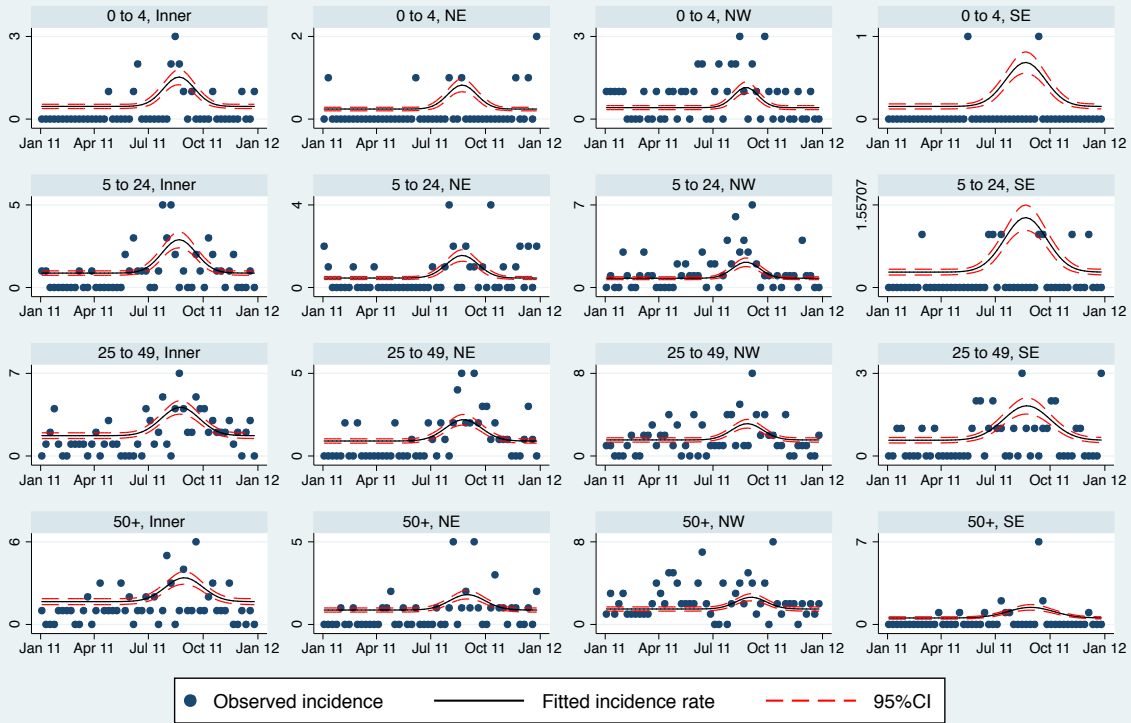 0 to 4, Inner 0 to 4, NE 0 to 4, NW 0 to 4, SE
3 2 3 1
0 0 0 0
Jan 11 Apr 11 Jul 11 Oct 11 Jan 12 Jan 11 Apr 11 Jul 11 Oct 11 Jan 12 Jan 11 Apr 11 Jul 11 Oct 11 Jan 12 Jan 11 Apr 11 Jul 11 Oct 11 Jan 12
5 to 24, Inner 5 to 24, NE 5 to 24, NW 5 to 24, SE
5 4 7 1.55707
0 0 0 0
Jan 11 Apr 11 Jul 11 Oct 11 Jan 12 Jan 11 Apr 11 Jul 11 Oct 11 Jan 12 Jan 11 Apr 11 Jul 11 Oct 11 Jan 12 Jan 11 Apr 11 Jul 11 Oct 11 Jan 12
25 to 49, Inner 25 to 49, NE 25 to 49, NW 25 to 49, SE
7 5 8 3
0 0 0 0
Jan 11 Apr 11 Jul 11 Oct 11 Jan 12 Jan 11 Apr 11 Jul 11 Oct 11 Jan 12 Jan 11 Apr 11 Jul 11 Oct 11 Jan 12 Jan 11 Apr 11 Jul 11 Oct 11 Jan 12
50+, Inner 50+, NE 50+, NW 50+, SE
6 5 8 7
0 0 0 0
Jan 11 Apr 11 Jul 11 Oct 11 Jan 12 Jan 11 Apr 11 Jul 11 Oct 11 Jan 12 Jan 11 Apr 11 Jul 11 Oct 11 Jan 12 Jan 11 Apr 11 Jul 11 Oct 11 Jan 12
Observed incidence Fitted incidence rate 95%CI